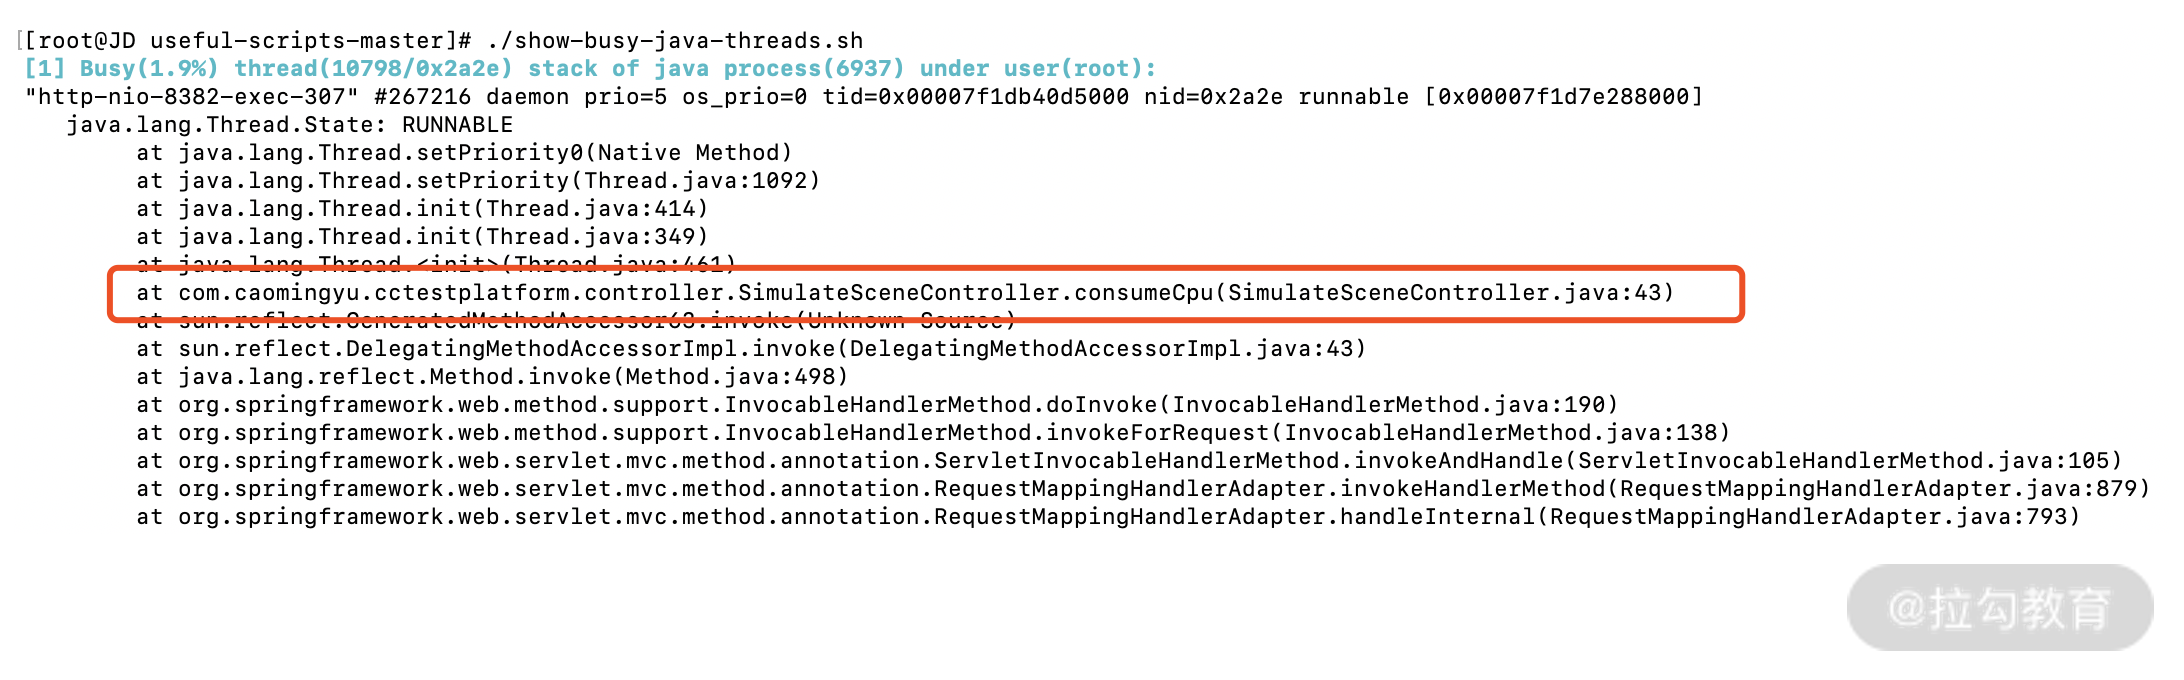 [[root@JD useful-scripts-master]# ./show-busy-java-threads.sh
[1] Busy(1.9%) thread(10798/0x2a2e) stack of java process(6937) under user(root):
"http-nio-8382-exec-307" #267216 daemon prio=5 os_prio=0 tid=0x00007f1db40d5000 nid=0x2a2e runnable [0x00007f1d7e288000]
java.lang.Thread.State: RUNNABLE
at java.lang.Thread.setPriority0(Native Method)
at java.lang.Thread.setPriority(Thread.java:1092)
at java.lang.Thread.init(Thread.java:414)
at java.lang.Thread.init(Thread.java:349)
at java.lang.Thread.<init>(Thread.java:461)
at com.caomingyu.cctestplatform.controller.SimulateSceneController.consumeCpu(SimulateSceneController.java:43)
at sun.reflect.GeneratedMethodAccessor63.invoke(Unknown Source)
at sun.reflect.DelegatingMethodAccessorImpl.invoke(DelegatingMethodAccessorImpl.java:43)
at java.lang.reflect.Method.invoke(Method.java:498)
at org.springframework.web.method.support.InvocableHandlerMethod.doInvoke(InvocableHandlerMethod.java:190)
at org.springframework.web.method.support.InvocableHandlerMethod.invokeForRequest(InvocableHandlerMethod.java:138)
at org.springframework.web.servlet.mvc.method.annotation.ServletInvocableHandlerMethod.invokeAndHandle(ServletInvocableHandlerMethod.java:105)
at org.springframework.web.servlet.mvc.method.annotation.RequestMappingHandlerAdapter.invokeHandlerMethod(RequestMappingHandlerAdapter.java:879)
at org.springframework.web.servlet.mvc.method.annotation.RequestMappingHandlerAdapter.handleInternal(RequestMappingHandlerAdapter.java:793)
@拉勾教育